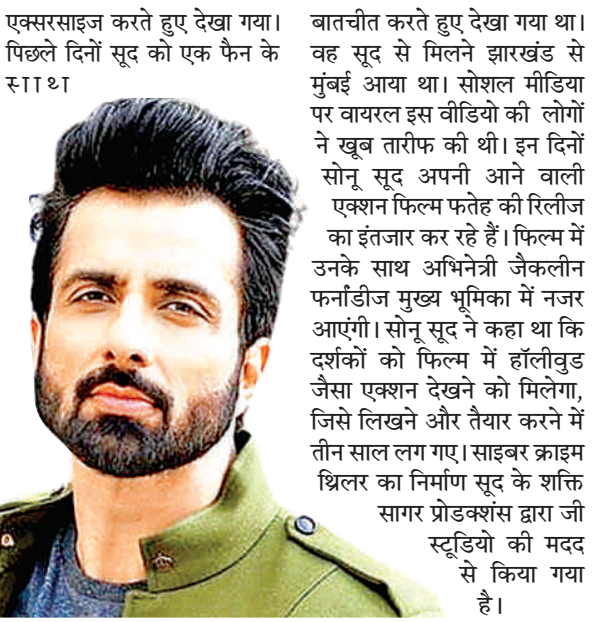 एक्सरसाइज करते हुए देखा गया।
पिछले दिनों सूद को एक फैन के
साथ
बातचीत करते हुए देखा गया था।
वह सूद से मिलने झारखंड से
मुंबई आया था। सोशल मीडिया
पर वायरल इस वीडियो की लोगों
ने खूब तारीफ की थी। इन दिनों
सोनू सूद अपनी आने वाली
एक्शन फिल्म फतेह की रिलीज
का इंतजार कर रहे हैं। फिल्म में
उनके साथ अभिनेत्री जैकलीन
फर्नांडीज मुख्य भूमिका में नजर
आएंगी। सोनू सूद ने कहा था कि
दर्शकों को फिल्म में हॉलीवुड
जैसा एक्शन देखने को मिलेगा,
जिसे लिखने और तैयार करने में
तीन साल लग गए। साइबर क्राइम
थ्रिलर का निर्माण सूद के शक्ति
सागर प्रोडक्शंस द्वारा जी
स्टूडियो की मदद
से किया गया
है।